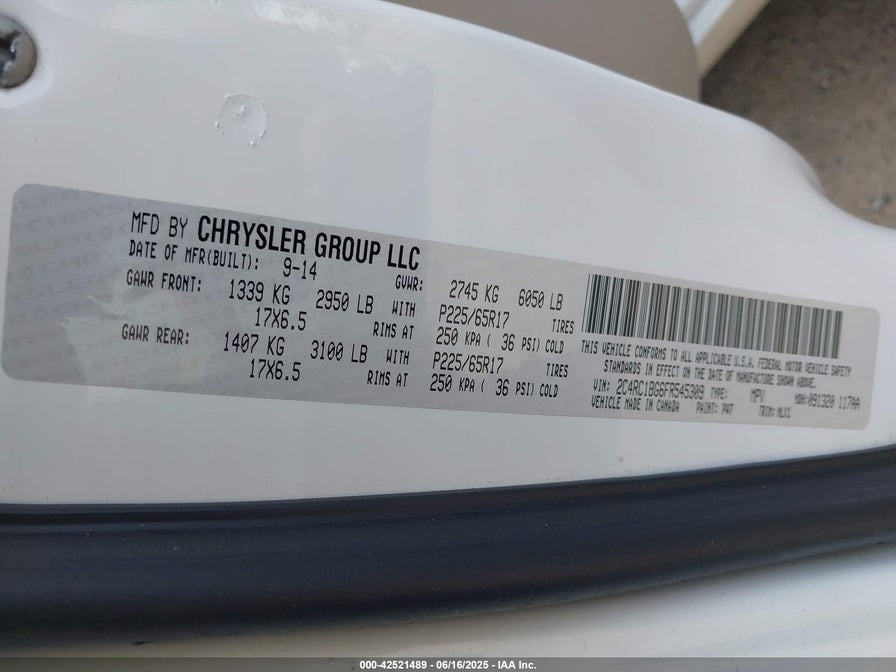 MFD BY CHRYSLER GROUP LLC
DATE OF MFR(BUILT): 9-14 GVWR: 2745 KG 6050 LB
GAWR FRONT: 1339 KG 2950 LB WITH P225/65R17 TIRES
17X6.5 RIMS AT 250 KPA ( 36 PSI) COLD
GAWR REAR: 1407 KG 3100 LB WITH P225/65R17 TIRES
17X6.5 RIMS AT 250 KPA ( 36 PSI) COLD
THIS VEHICLE CONFORMS TO ALL APPLICABLE U.S.A. FEDERAL MOTOR VEHICLE SAFETY
STANDARDS IN EFFECT ON THE DATE OF MANUFACTURE SHOWN ABOVE.
VIN: 2C4RC1BG6FR545309 TYPE: MPV MDH:091320 117AA
VEHICLE MADE IN CANADA PAINT: PW7 TRIM:
000-42521489 - 06/16/2025 - IAA Inc.